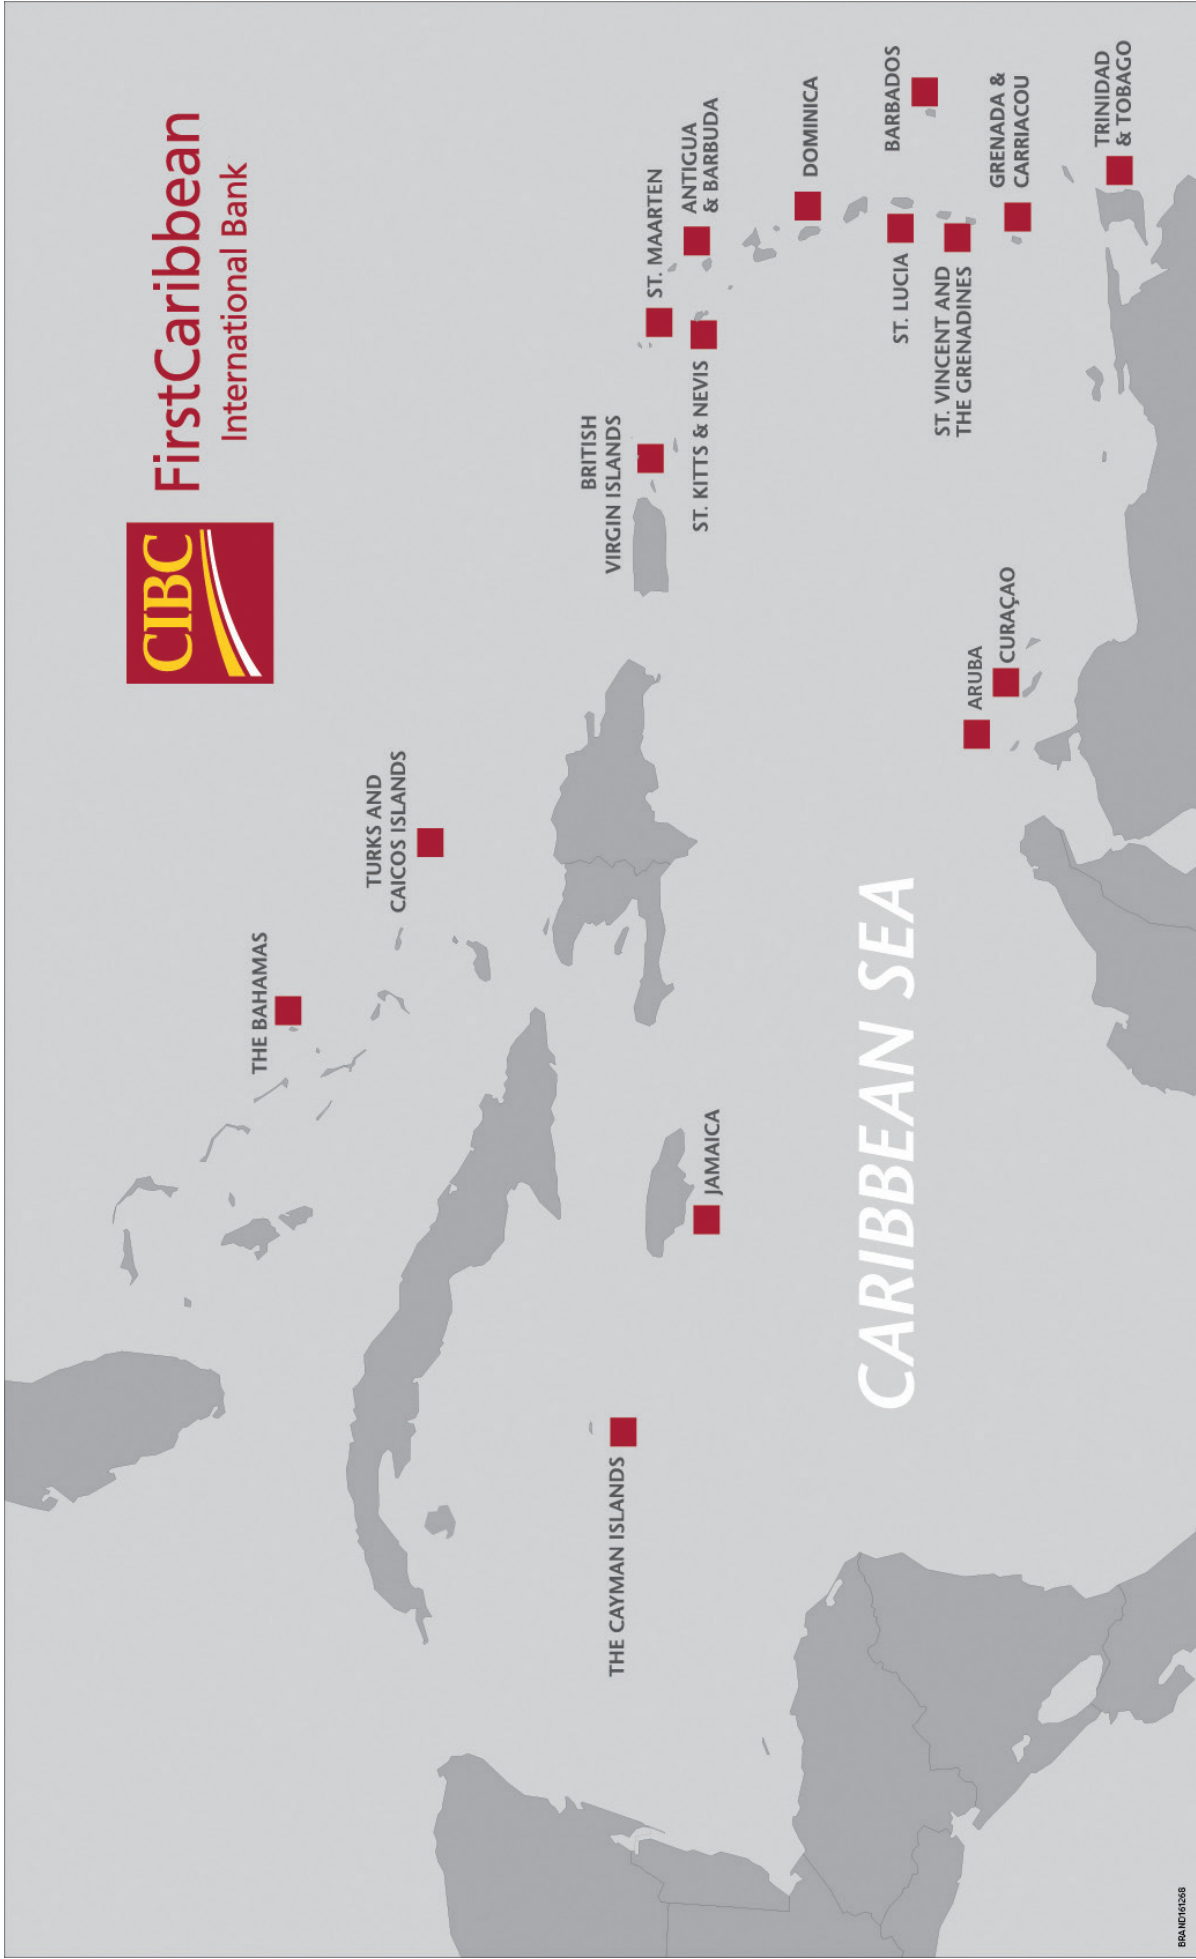 CIBC
FirstCaribbean
International Bank
THE BAHAMAS
TURKS AND
CAICOS ISLANDS
BRITISH
VIRGIN ISLANDS
ST. MAARTEN
ANTIGUA
& BARBUDA
ST. KITTS & NEVIS
THE CAYMAN ISLANDS
JAMAICA
DOMINICA
CARIBBEAN SEA
ST. LUCIA
BARBADOS
ST. VINCENT AND
THE GRENADINES
ARUBA
CURAÇAO
GRENADA &
CARRIACOU
TRINIDAD
& TOBAGO
BRAND161268